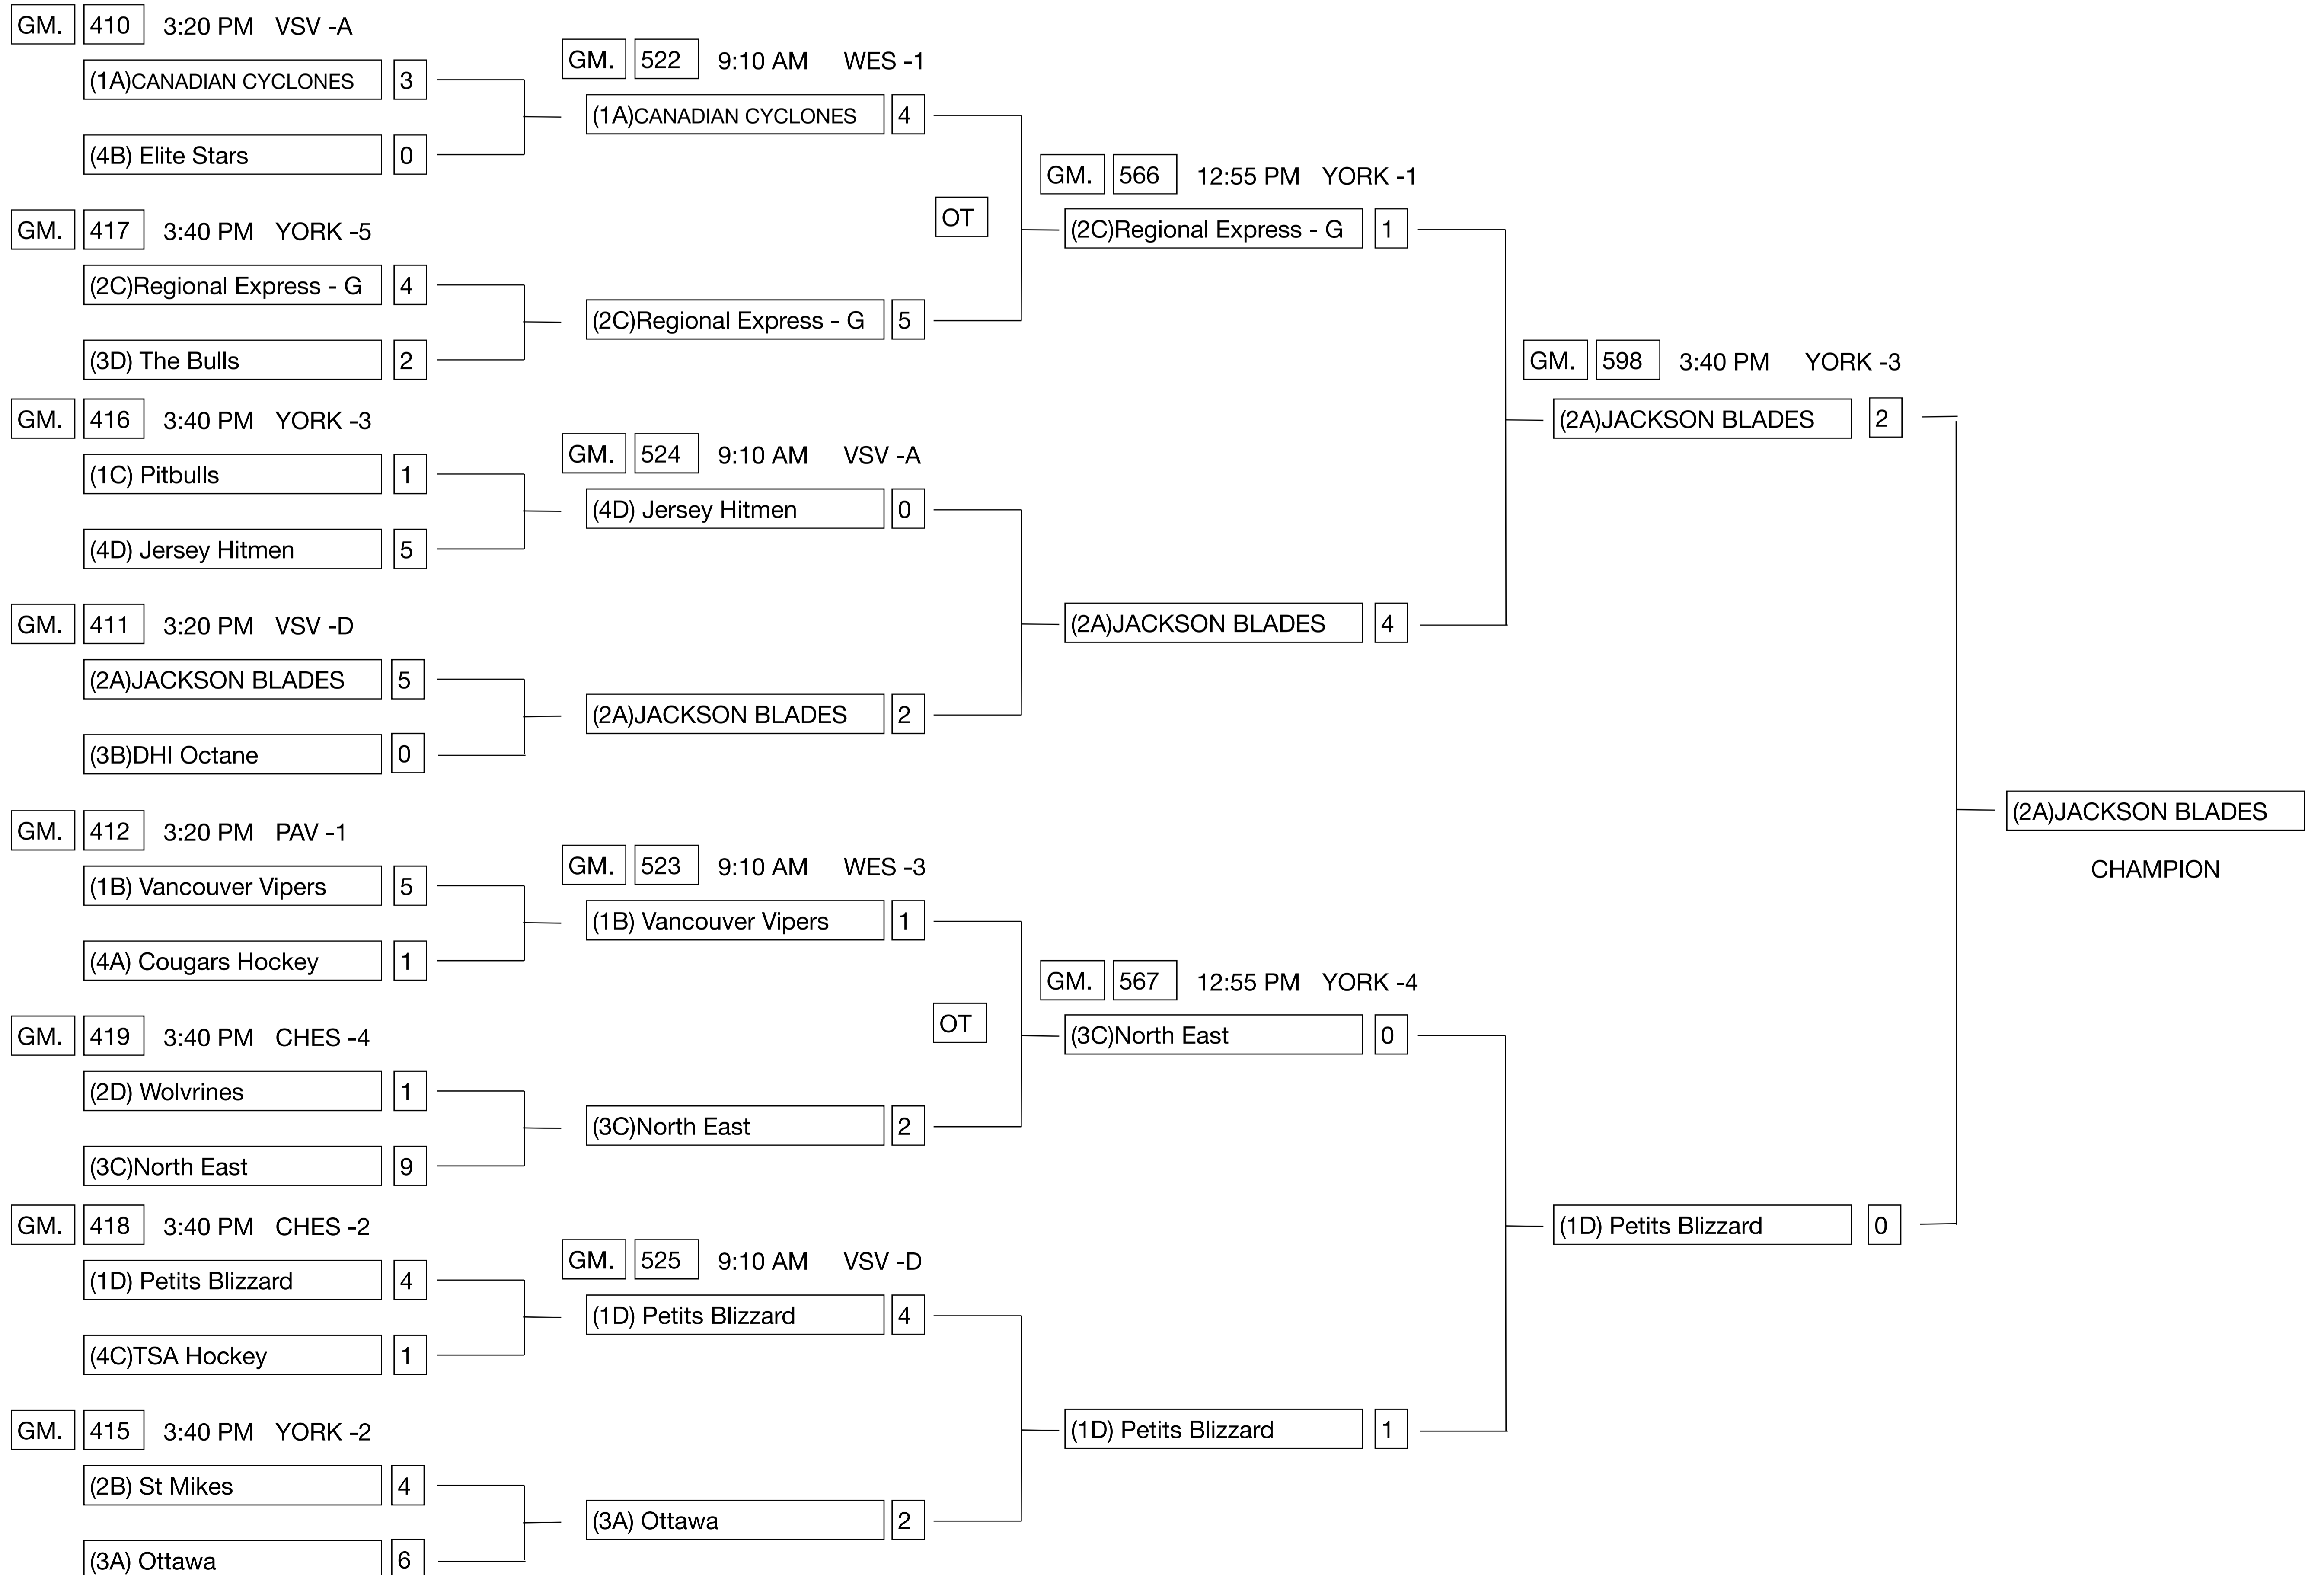 GM. 410 3:20 PM VSV -A
(1A)CANADIAN CYCLONES 3
(4B) Elite Stars 0
GM. 417 3:40 PM YORK -5
(2C)Regional Express - G 4
(3D) The Bulls 2
GM. 416 3:40 PM YORK -3
(1C) Pitbulls 1
(4D) Jersey Hitmen 5
GM. 411 3:20 PM VSV -D
(2A)JACKSON BLADES 5
(3B)DHI Octane 0
GM. 412 3:20 PM PAV -1
(1B) Vancouver Vipers 5
(4A) Cougars Hockey 1
GM. 419 3:40 PM CHES -4
(2D) Wolvrines 1
(3C)North East 9
GM. 418 3:40 PM CHES -2
(1D) Petits Blizzard 4
(4C)TSA Hockey 1
GM. 415 3:40 PM YORK -2
(2B) St Mikes 4
(3A) Ottawa 6
GM. 522 9:10 AM WES -1
(1A)CANADIAN CYCLONES 4
OT
(2C)Regional Express - G 5
GM. 524 9:10 AM VSV -A
(4D) Jersey Hitmen 0
(2A)JACKSON BLADES 2
GM. 523 9:10 AM WES -3
(1B) Vancouver Vipers 1
OT
(3C)North East 2
GM. 525 9:10 AM VSV -D
(1D) Petits Blizzard 4
(3A) Ottawa 2
GM. 566 12:55 PM YORK -1
(2C)Regional Express - G 1
(2A)JACKSON BLADES 4
GM. 567 12:55 PM YORK -4
(3C)North East 0
(1D) Petits Blizzard 1
GM. 598 3:40 PM YORK -3
(2A)JACKSON BLADES 2
(1D) Petits Blizzard 0
(2A)JACKSON BLADES
CHAMPION